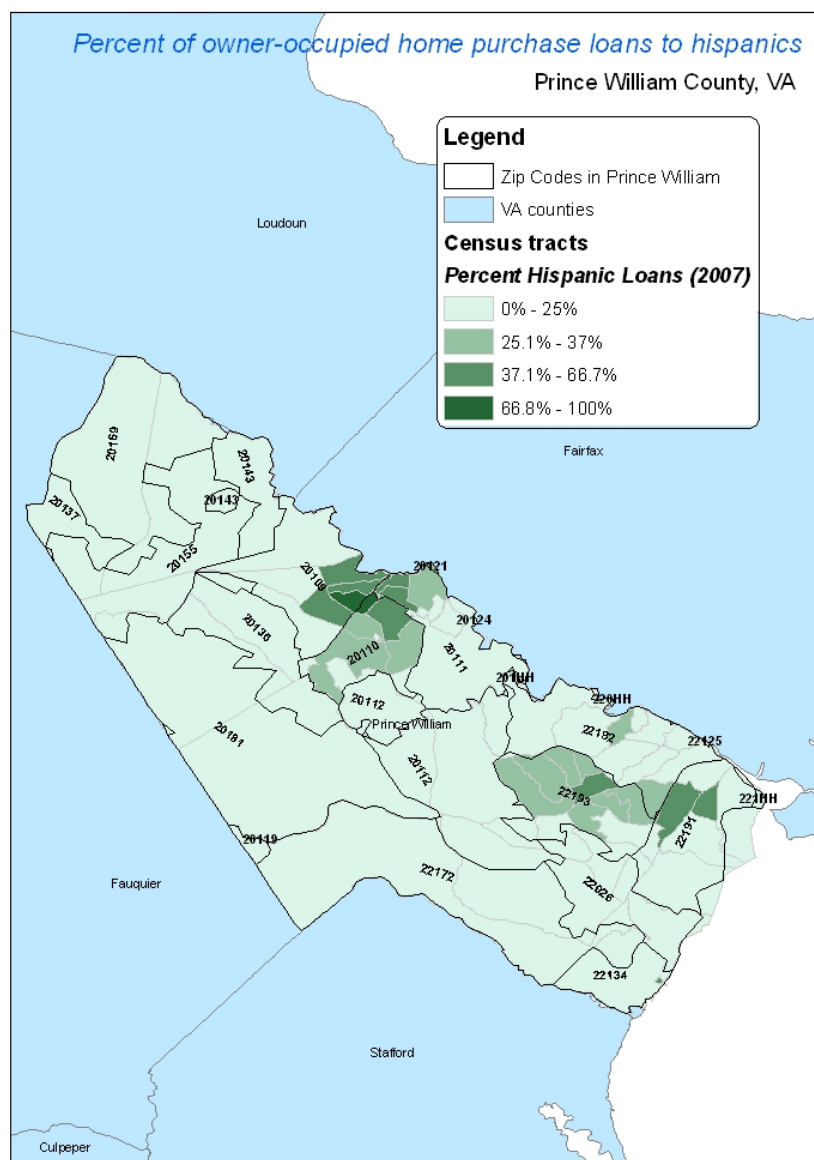 Percent of owner-occupied home purchase loans to hispanics
Prince William County, VA
Legend
Zip Codes in Prince William
VA counties
Census tracts
Percent Hispanic Loans (2007)
0% - 25%
25.1% - 37%
37.1% - 66.7%
66.8% - 100%
Loudoun
Fairfax
20169
20143
20143
20137
20155
20109
20121
20136
20124
20110
20111
201HH
20112
220HH
Prince William
22192
20181
22125
20112
22193
221HH
22191
20119
22172
22026
Fauquier
22134
Stafford
Culpeper